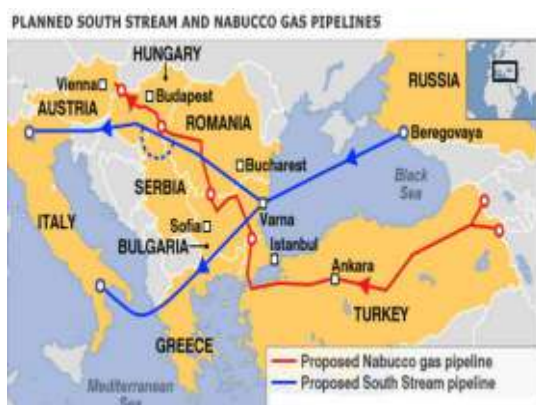 PLANNED SOUTH STREAM AND NABUCCO GAS PIPELINES
HUNGARY
RUSSIA
Vienna
Budapest
AUSTRIA
ROMANIA
Beregovaya
Bucharest
Black
Sea
SERBIA
Varna
ITALY
Sofia
Istanbul
BULGARIA
Ankara
TURKEY
GREECE
Proposed Nabucco gas pipeline
Mediterranean
Sea
Proposed South Stream pipeline